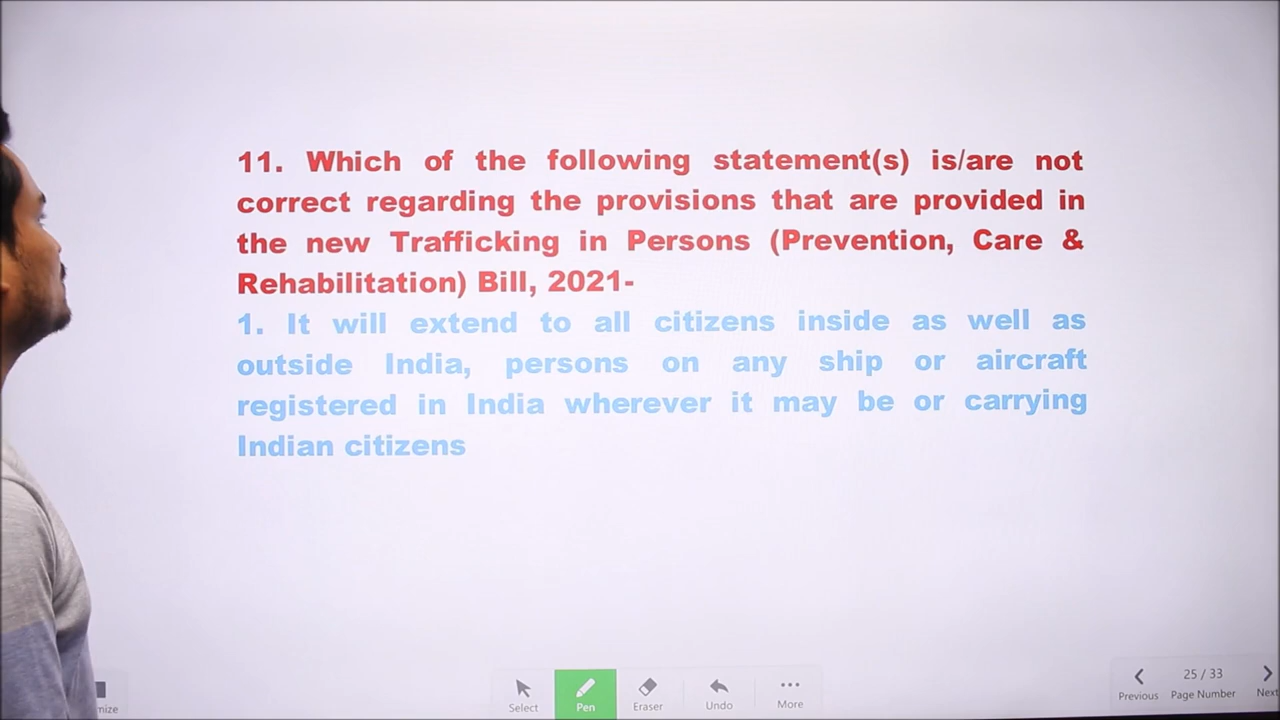 11. Which of the following statement(s) is/are not
correct regarding the provisions that are provided in
the new Trafficking in Persons (Prevention, Care &
Rehabilitation) Bill, 2021-
1. It will extend to all citizens inside as well as
outside India, persons on any ship or aircraft
registered in India wherever it may be or carrying
Indian citizens
mize
Select
Pen
Eraser
Undo
More
Previous
25 / 33
Page Number
Next